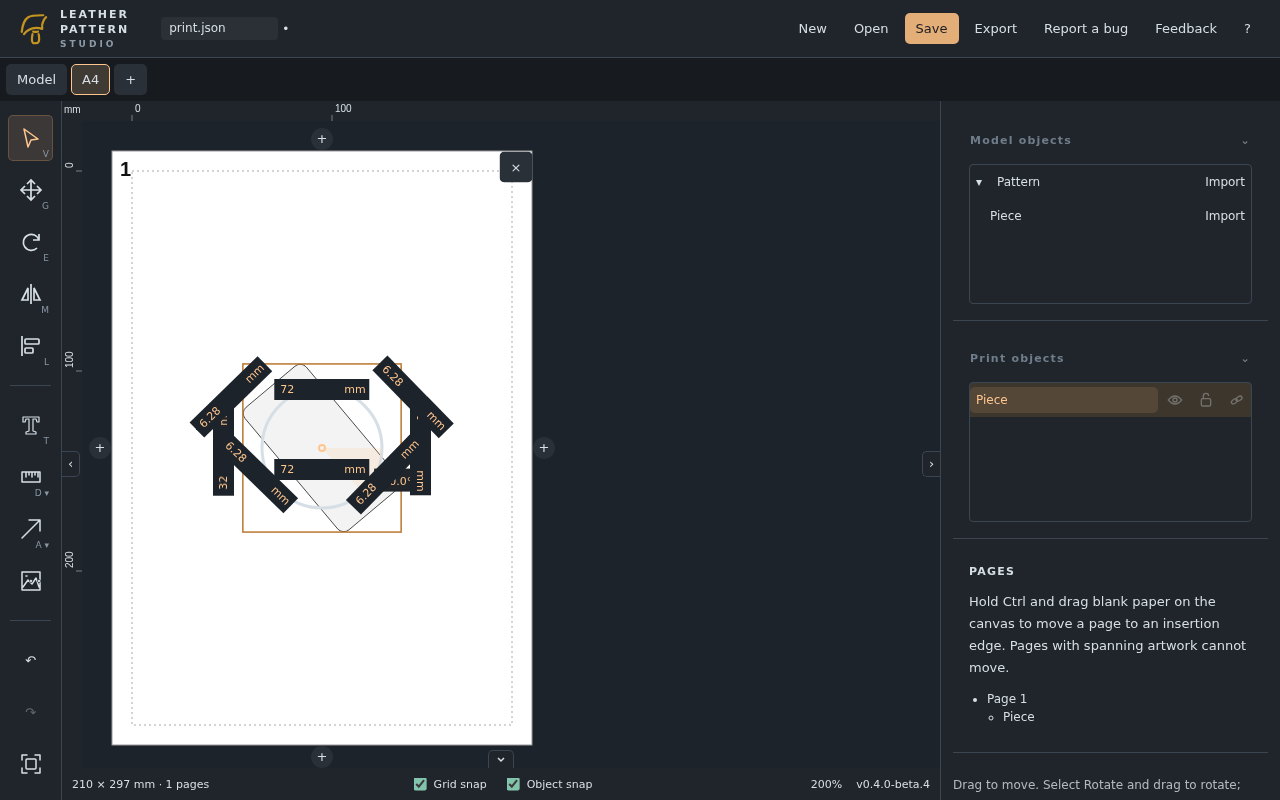 LEATHER
PATTERN
STUDIO
print.json •
New
Open
Save
Export
Report a bug
Feedback
?
Model
A4
+
mm
0
100
V
G
E
M
L
T
D ▾
A ▾
0
100
200
+
1
×
72 mm
72 mm
6.28 mm
6.28 mm
6.28 mm
6.28 mm
32
mm
+
+
+
‹
›
210 × 297 mm · 1 pages
Grid snap
Object snap
200%
v0.4.0-beta.4
Model objects
▾ Pattern Import
Piece Import
Print objects
Piece
PAGES
Hold Ctrl and drag blank paper on the
canvas to move a page to an insertion
edge. Pages with spanning artwork cannot
move.
• Page 1
◦ Piece
Drag to move. Select Rotate and drag to rotate;